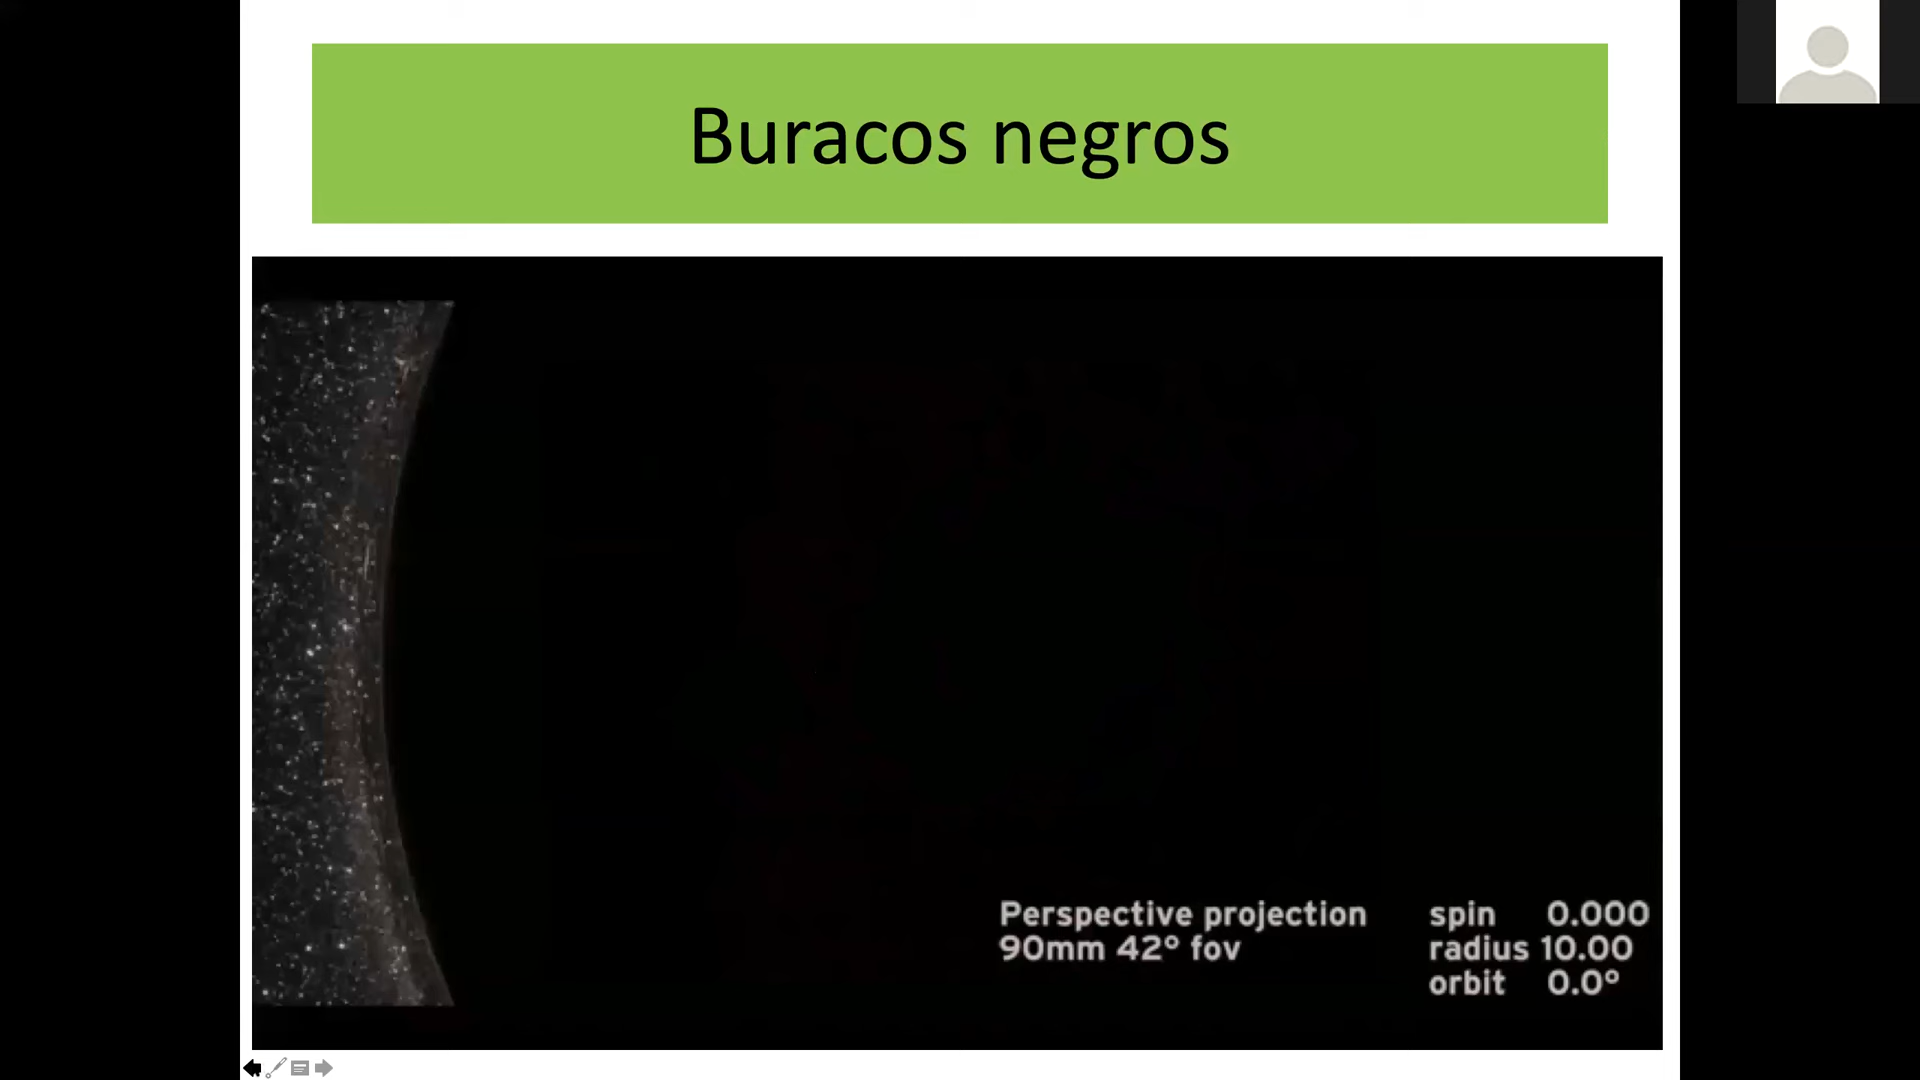 Buracos negros
Perspective projection
90mm 42° fov
spin 0.000
radius 10.00
orbit 0.0°